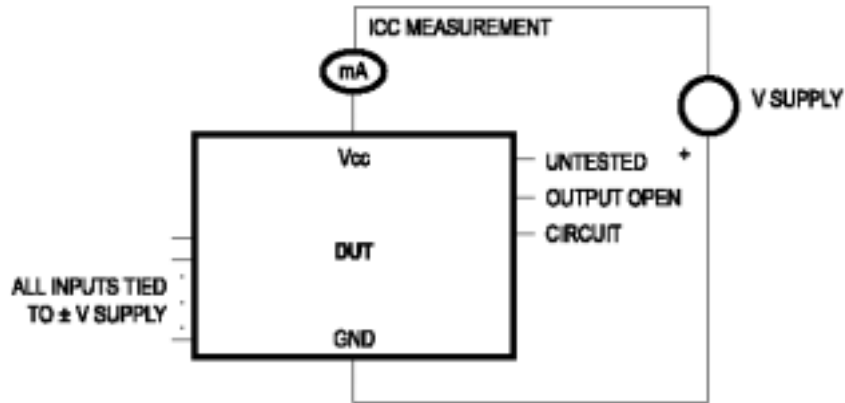 ICC MEASUREMENT
mA
V SUPPLY
+
Vcc
UNTESTED
OUTPUT OPEN
CIRCUIT
DUT
ALL INPUTS TIED
TO ± V SUPPLY
GND